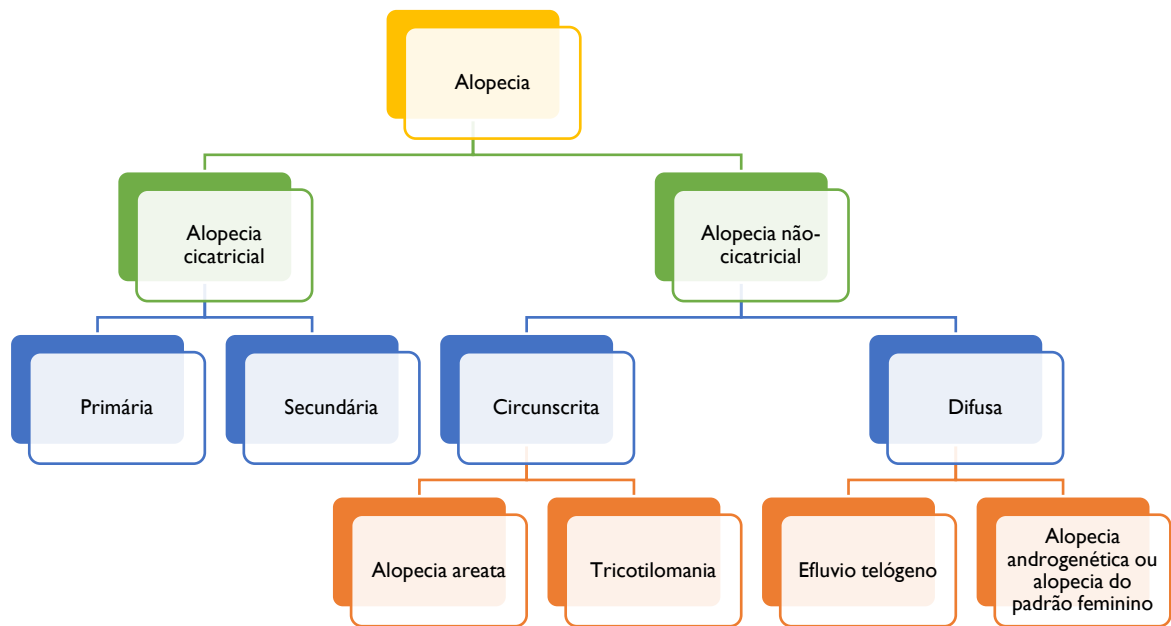 Alopecia
Alopecia
cicatricial
Alopecia não-
cicatricial
Primária
Secundária
Circunscrita
Difusa
Alopecia areata
Tricotilomania
Efluvio telógeno
Alopecia
androgenética ou
alopecia do
padrão feminino